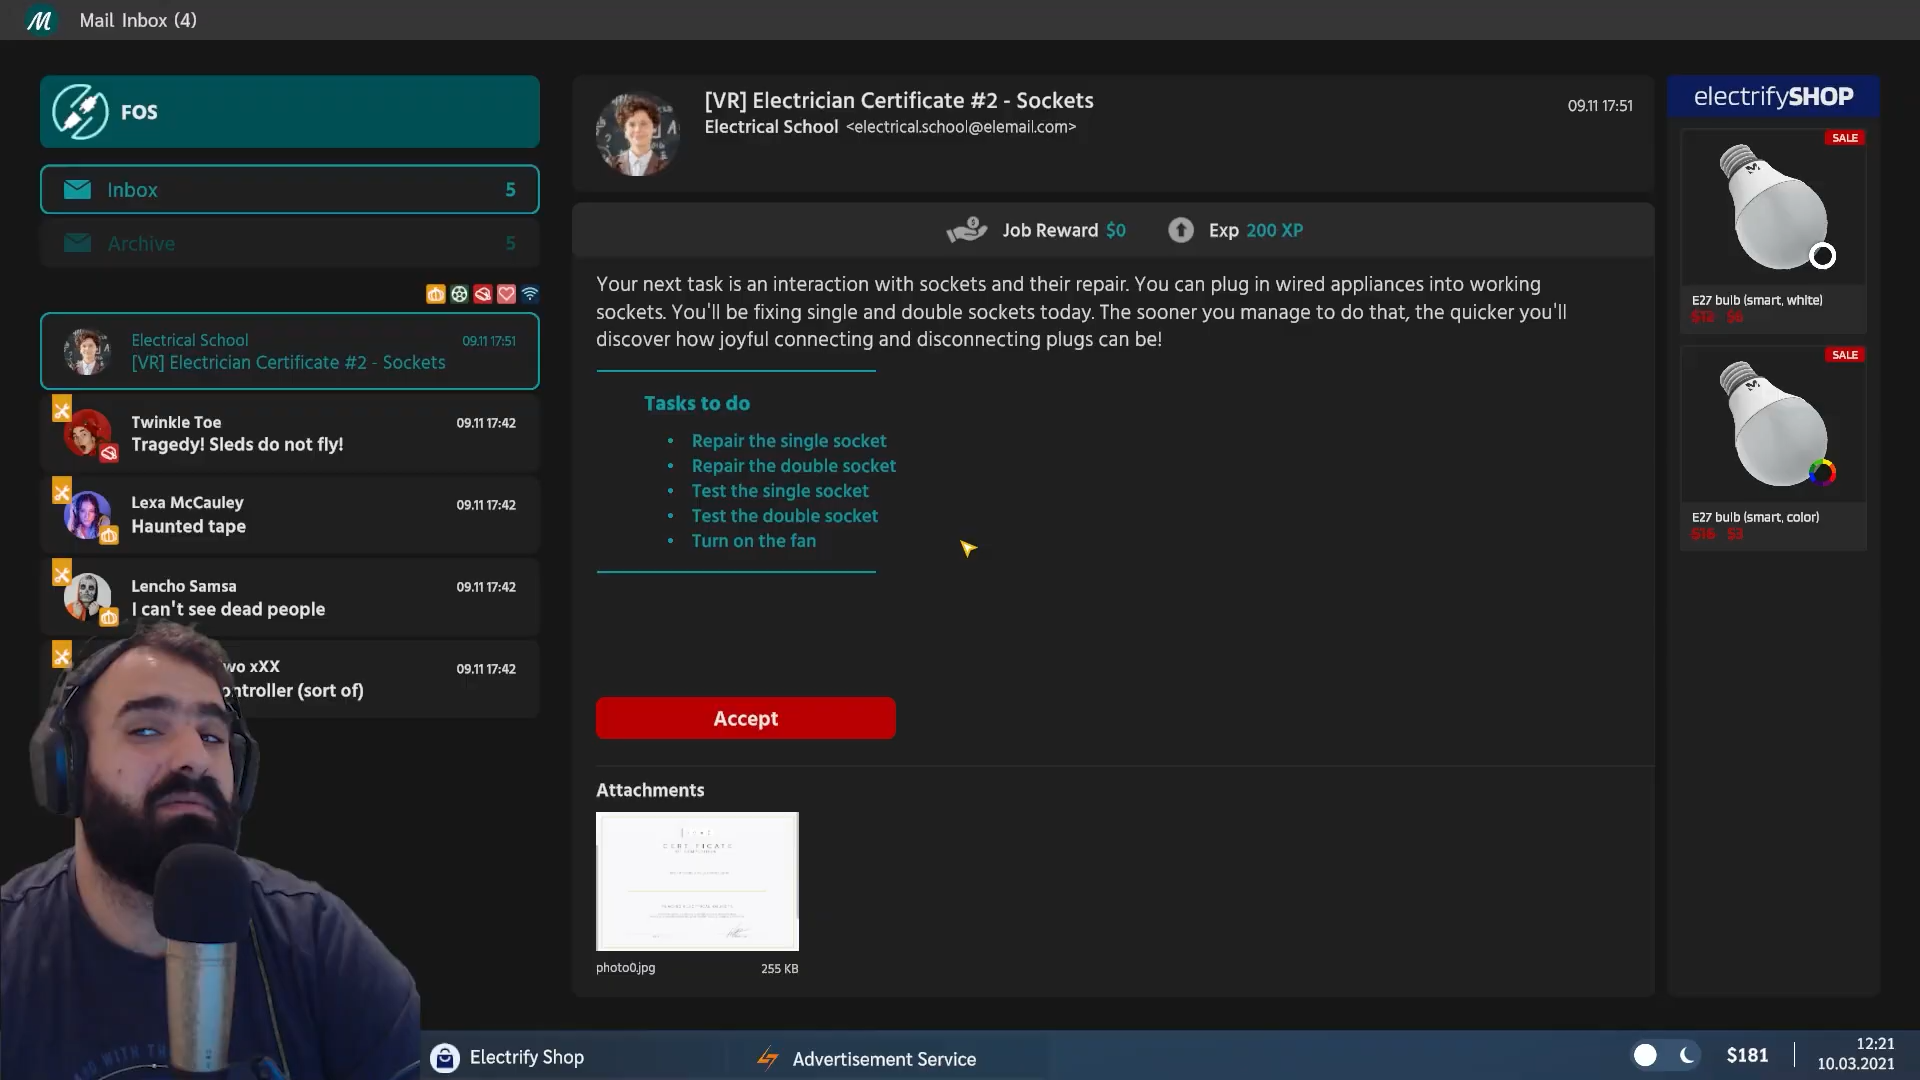 M Mail Inbox (4)
FOS
Inbox 5
Archive 5
Electrical School 09.11 17:51
[VR] Electrician Certificate #2 - Sockets
Twinkle Toe 09.11 17:42
Tragedy! Sleds do not fly!
Lexa McCauley 09.11 17:42
Haunted tape
Lencho Samsa 09.11 17:42
I can't see dead people
wo xXX 09.11 17:42
ontroller (sort of)
[VR] Electrician Certificate #2 - Sockets
Electrical School <electrical.school@elemail.com>
09.11 17:51
Job Reward $0 Exp 200 XP
Your next task is an interaction with sockets and their repair. You can plug in wired appliances into working
sockets. You'll be fixing single and double sockets today. The sooner you manage to do that, the quicker you'll
discover how joyful connecting and disconnecting plugs can be!
Tasks to do
• Repair the single socket
• Repair the double socket
• Test the single socket
• Test the double socket
• Turn on the fan
Accept
Attachments
CERTIFICATE
photo0.jpg 255 KB
electrifySHOP
SALE
E27 bulb (smart, white)
$12 $6
SALE
E27 bulb (smart, color)
$3
Electrify Shop
Advertisement Service
$181
12:21
10.03.2021